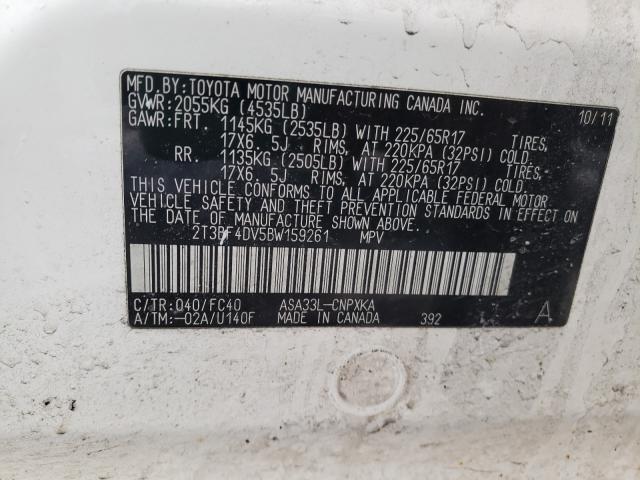 MFD.BY:TOYOTA MOTOR MANUFACTURING CANADA INC.
GVWR:2055KG (4535LB) 10/11
GAWR:FRT. 1145KG (2535LB) WITH 225/65R17 TIRES,
17X6.5J RIMS, AT 220KPA (32PSI) COLD.
RR. 1135KG (2505LB) WITH 225/65R17 TIRES,
17X6.5J RIMS, AT 220KPA (32PSI) COLD.
THIS VEHICLE CONFORMS TO ALL APPLICABLE FEDERAL MOTOR
VEHICLE SAFETY AND THEFT PREVENTION STANDARDS IN EFFECT
ON THE DATE OF MANUFACTURE SHOWN ABOVE.
2T3BF4DV5BW159261 MPV
C/TR:040/FC40 ASA33L-CNPXKA
A/TM:-02A/U140F MADE IN CANADA 392 A